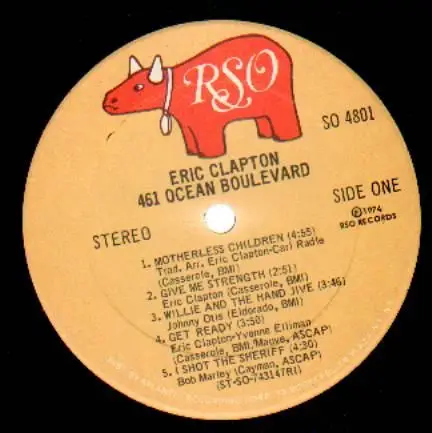 RSO
SO 4801
ERIC CLAPTON
461 OCEAN BOULEVARD
SIDE ONE
STEREO
Ⓟ1974
RSO RECORDS
1. MOTHERLESS CHILDREN (4:55)
Trad. Arr. Eric Clapton-Carl Radle
(Casserole, BMI)
2. GIVE ME STRENGTH (2:51)
Eric Clapton (Casserole, BMI)
3. WILLIE AND THE HAND JIVE (3:46)
Johnny Otis (Eldorado, BMI)
4. GET READY (3:50)
Eric Clapton-Yvonne Elliman
(Casserole, BMI/Maqve, ASCAP)
5. I SHOT THE SHERIFF (4:30)
Bob Marley (Cayman, ASCAP)
(ST-SO-743147RI)